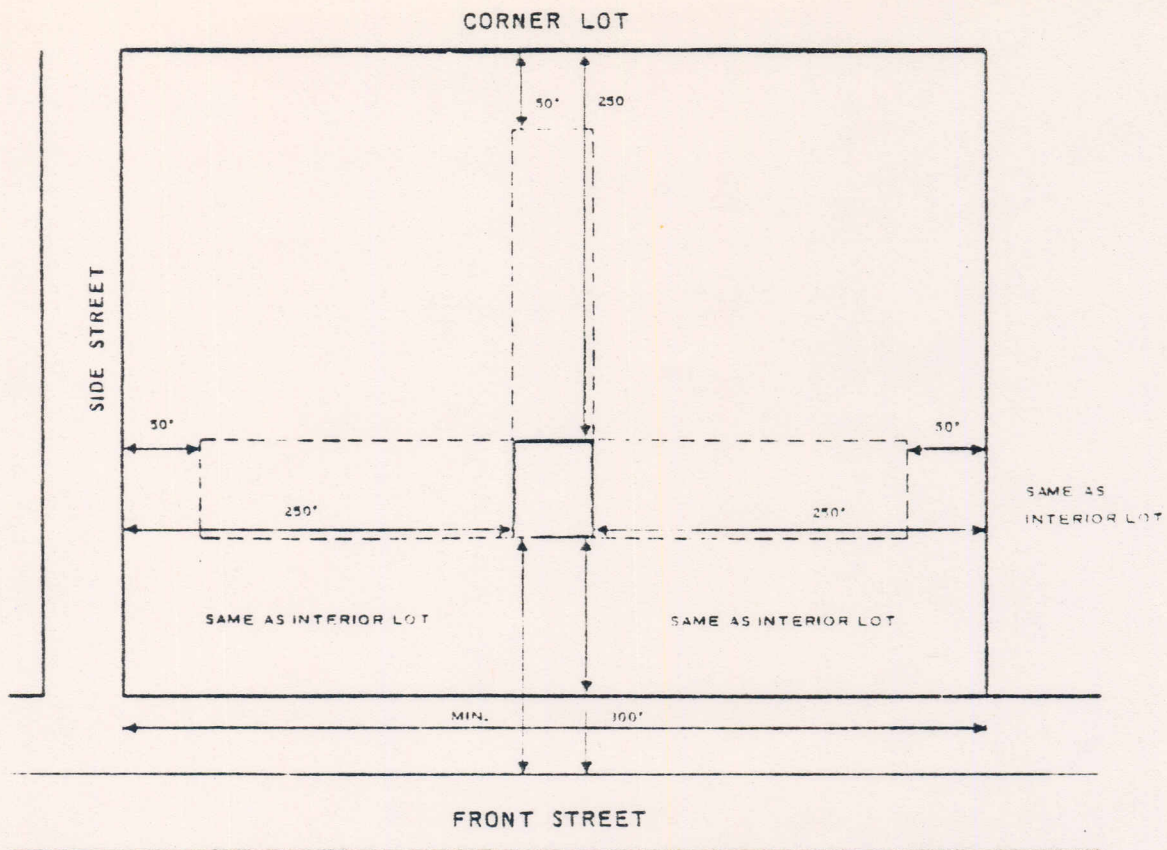 CORNER LOT
50'
250
SIDE STREET
50'
50'
250'
250'
SAME AS
INTERIOR LOT
SAME AS INTERIOR LOT
SAME AS INTERIOR LOT
MIN.
FRONT STREET